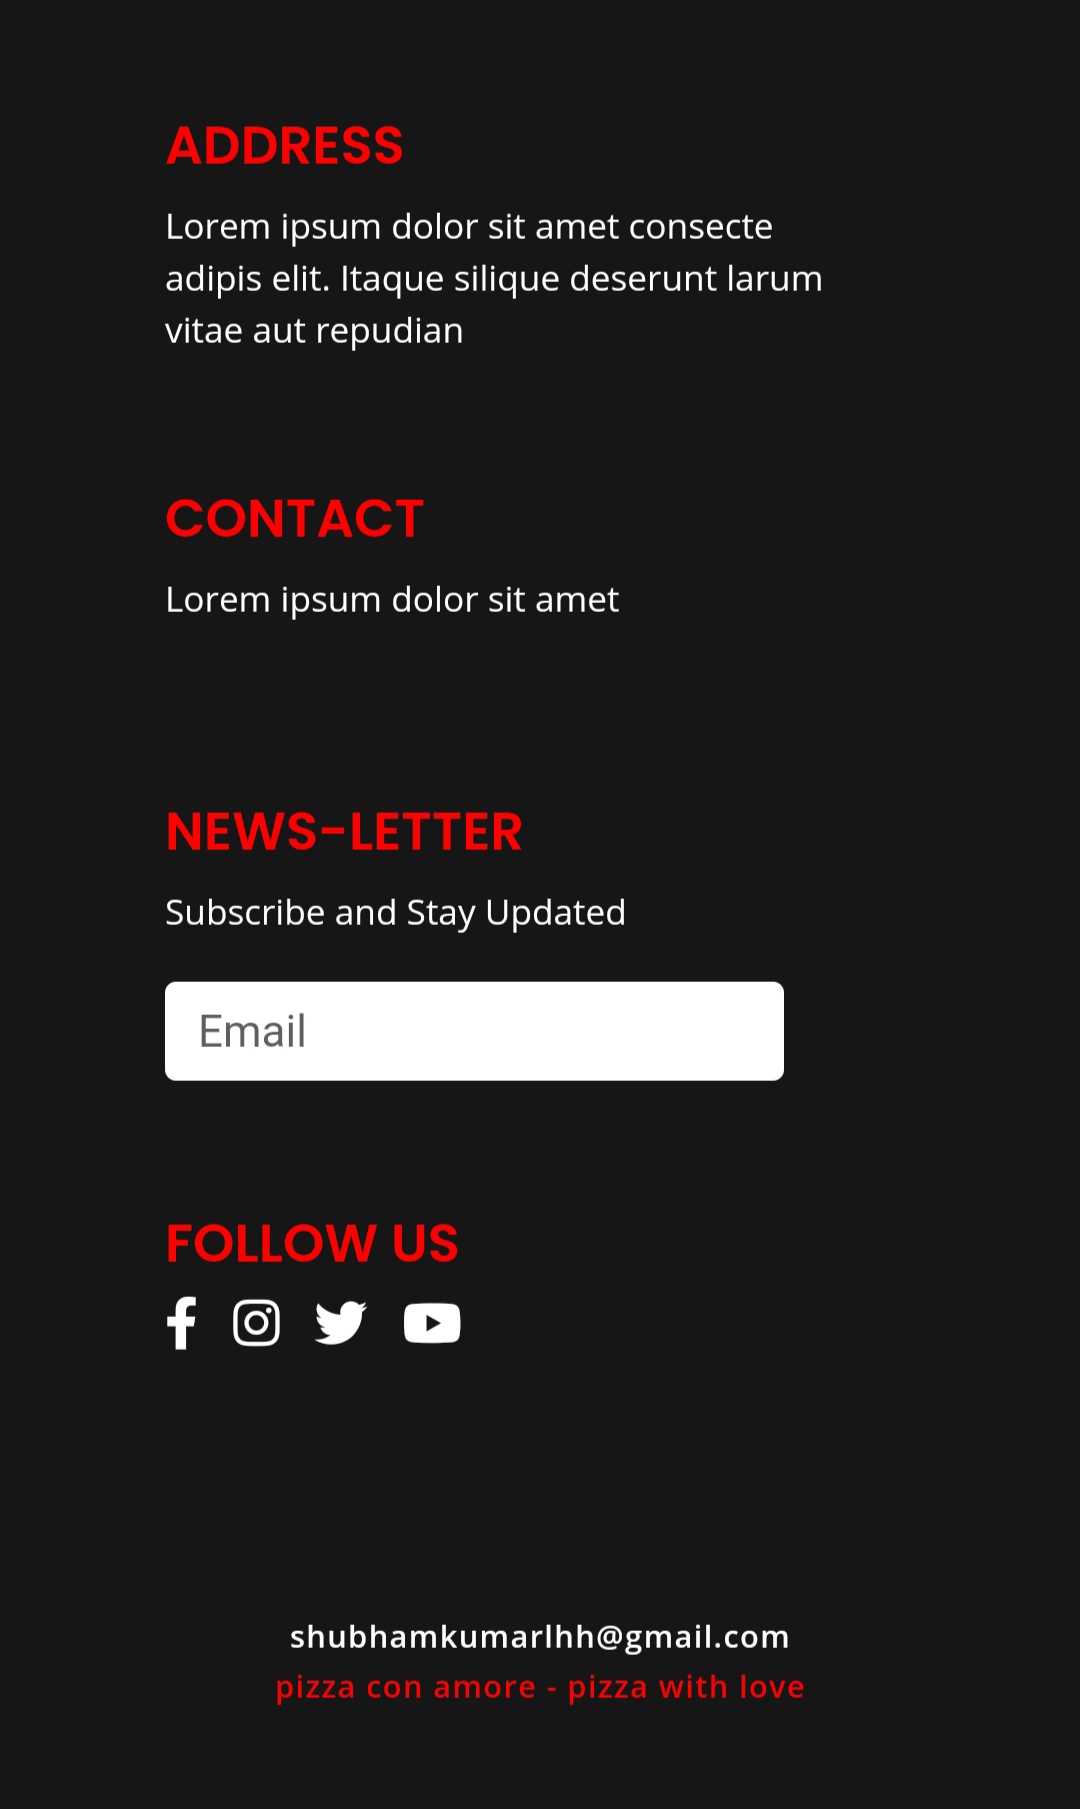 ADDRESS
Lorem ipsum dolor sit amet consecte
adipis elit. Itaque silique deserunt larum
vitae aut repudian
CONTACT
Lorem ipsum dolor sit amet
NEWS-LETTER
Subscribe and Stay Updated
Email
FOLLOW US
shubhamkumarlhh@gmail.com
pizza con amore - pizza with love